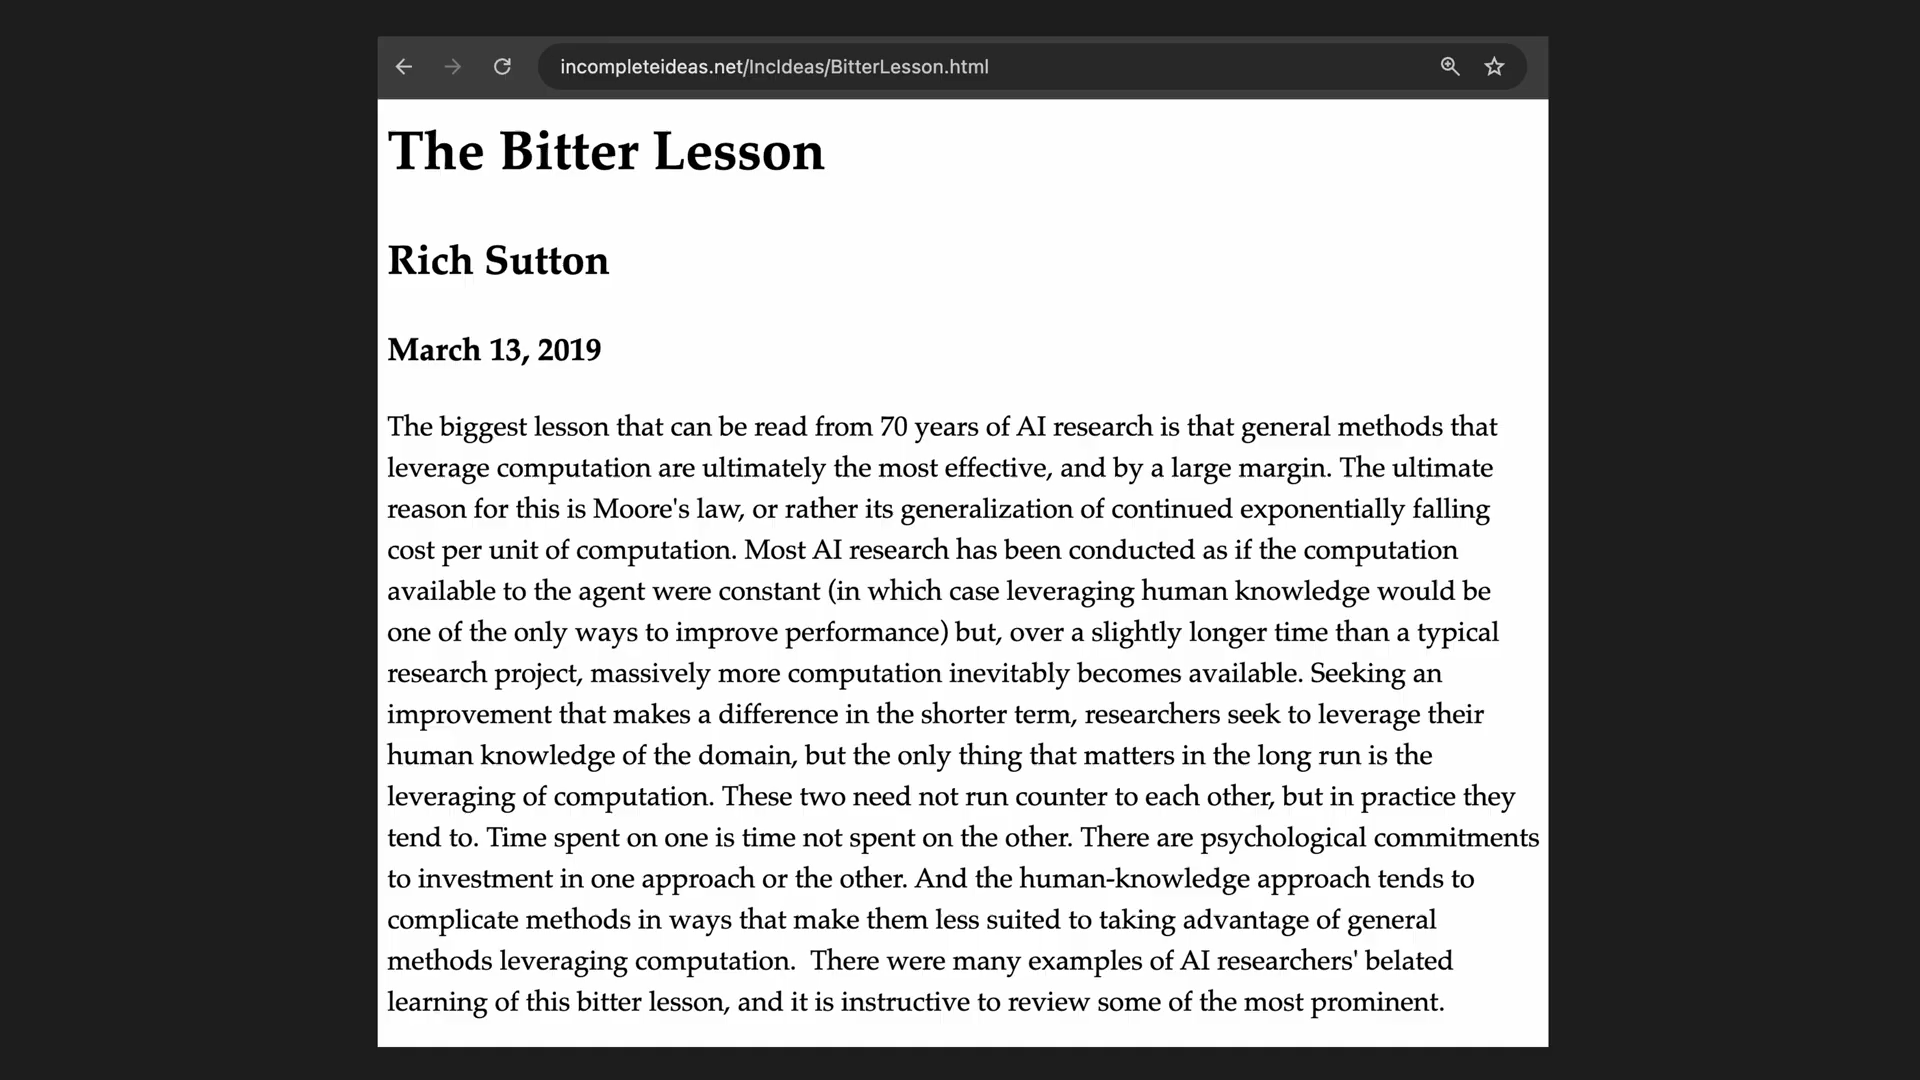 incompleteideas.net/IncIdeas/BitterLesson.html
The Bitter Lesson
Rich Sutton
March 13, 2019
The biggest lesson that can be read from 70 years of AI research is that general methods that
leverage computation are ultimately the most effective, and by a large margin. The ultimate
reason for this is Moore's law, or rather its generalization of continued exponentially falling
cost per unit of computation. Most AI research has been conducted as if the computation
available to the agent were constant (in which case leveraging human knowledge would be
one of the only ways to improve performance) but, over a slightly longer time than a typical
research project, massively more computation inevitably becomes available. Seeking an
improvement that makes a difference in the shorter term, researchers seek to leverage their
human knowledge of the domain, but the only thing that matters in the long run is the
leveraging of computation. These two need not run counter to each other, but in practice they
tend to. Time spent on one is time not spent on the other. There are psychological commitments
to investment in one approach or the other. And the human-knowledge approach tends to
complicate methods in ways that make them less suited to taking advantage of general
methods leveraging computation.  There were many examples of AI researchers' belated
learning of this bitter lesson, and it is instructive to review some of the most prominent.